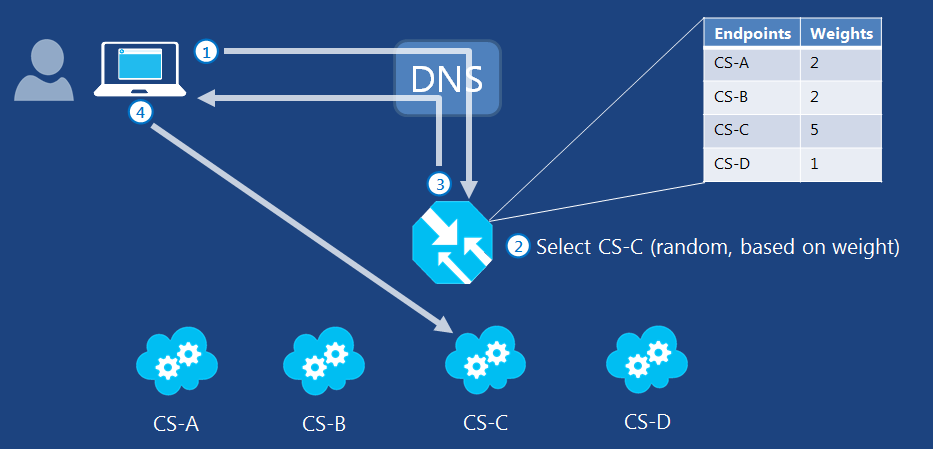 1
DNS
Endpoints Weights
CS-A 2
CS-B 2
CS-C 5
CS-D 1
4
3
2 Select CS-C (random, based on weight)
CS-A CS-B CS-C CS-D